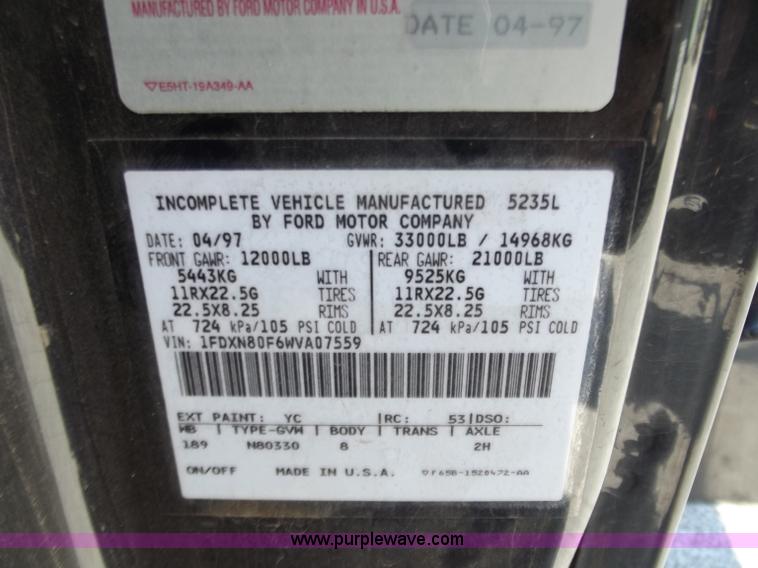 MANUFACTURED BY FORD MOTOR COMPANY IN U.S.A.
DATE 04-97
E5HT-19A349-AA
INCOMPLETE VEHICLE MANUFACTURED 5235L
BY FORD MOTOR COMPANY
DATE: 04/97 GVWR: 33000LB / 14968KG
FRONT GAWR: 12000LB REAR GAWR: 21000LB
5443KG WITH 9525KG WITH
11RX22.5G TIRES 11RX22.5G TIRES
22.5X8.25 RIMS 22.5X8.25 RIMS
AT 724 kPa/105 PSI COLD AT 724 kPa/105 PSI COLD
VIN: 1FDXN80F6WVA07559
EXT PAINT: YC |RC: 53|DSO:
WB | TYPE-GVW | BODY | TRANS | AXLE
189 N80330 8 2H
ON/OFF MADE IN U.S.A. F65B-1520472-AA
www.purplewave.com